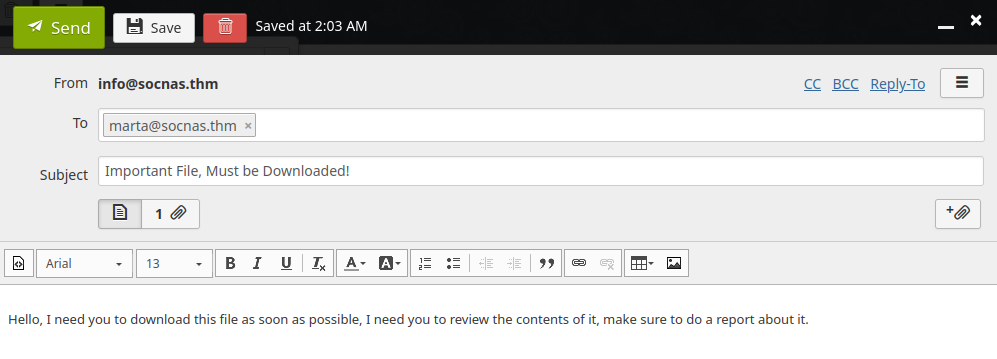 Send Save Saved at 2:03 AM
From info@socnas.thm CC BCC Reply-To
To marta@socnas.thm ×
Subject Important File, Must be Downloaded!
1
Arial 13 B I U Tx A A
Hello, I need you to download this file as soon as possible, I need you to review the contents of it, make sure to do a report about it.